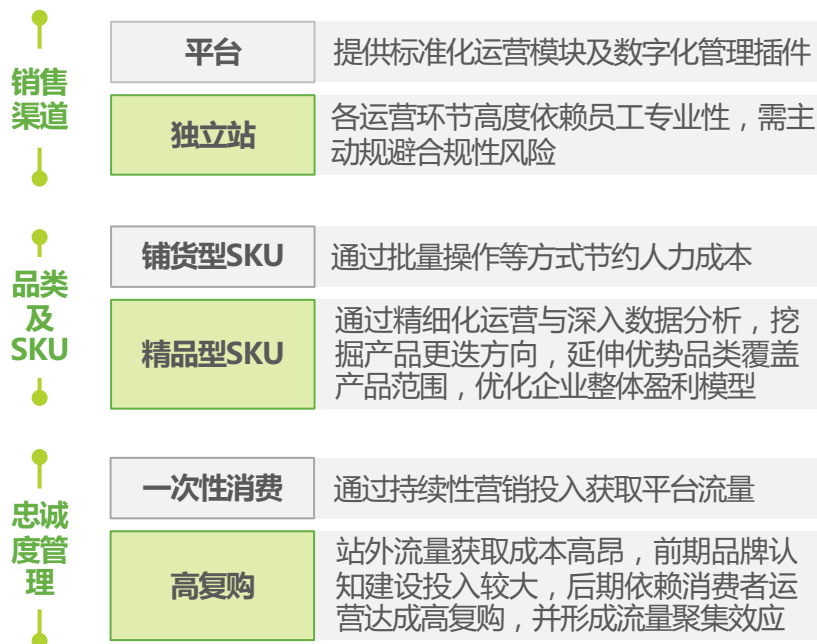 销售
渠道
平台
提供标准化运营模块及数字化管理插件
独立站
各运营环节高度依赖员工专业性，需主
动规避合规性风险
品类
及
SKU
铺货型SKU
通过批量操作等方式节约人力成本
精品型SKU
通过精细化运营与深入数据分析，挖
掘产品更迭方向，延伸优势品类覆盖
产品范围，优化企业整体盈利模型
忠诚
度管
理
一次性消费
通过持续性营销投入获取平台流量
高复购
站外流量获取成本高昂，前期品牌认
知建设投入较大，后期依赖消费者运
营达成高复购，并形成流量聚集效应